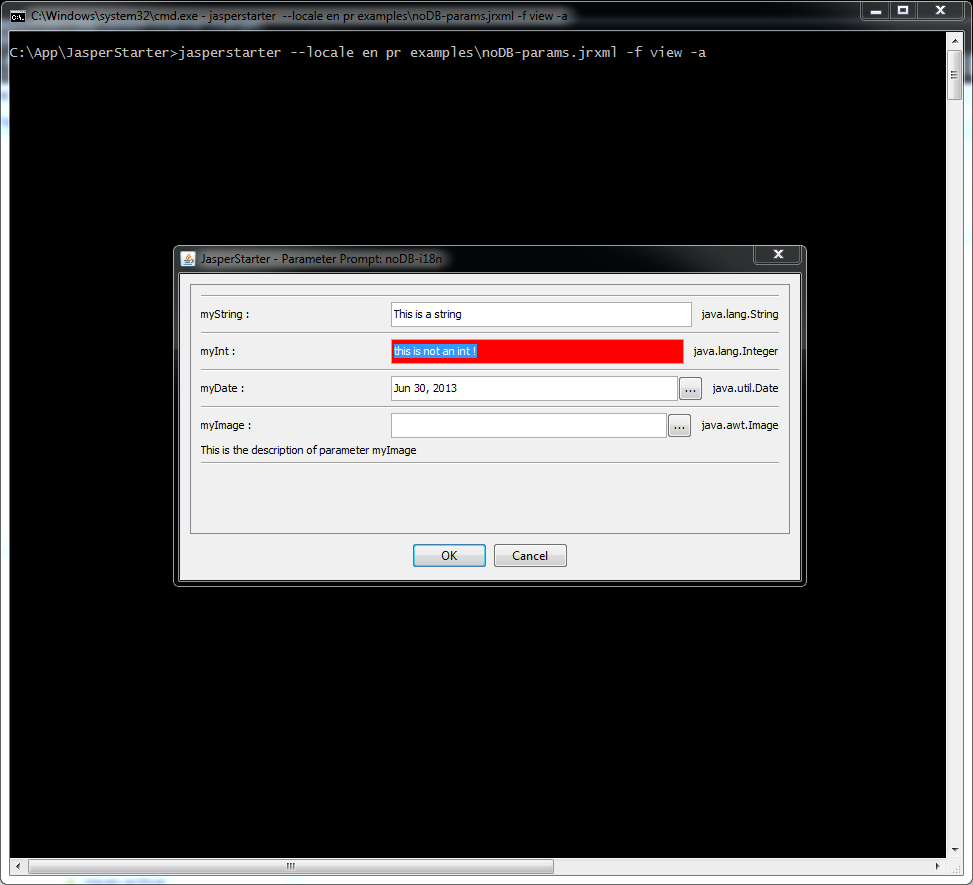 C:\Windows\system32\cmd.exe - jasperstarter  --locale en pr examples\noDB-params.jrxml -f view -a
C:\App\JasperStarter>jasperstarter --locale en pr examples\noDB-params.jrxml -f view -a
JasperStarter - Parameter Prompt: noDB-i18n
myString : This is a string java.lang.String
myInt : this is not an int ! java.lang.Integer
myDate : Jun 30, 2013 ... java.util.Date
myImage : ... java.awt.Image
This is the description of parameter myImage
OK Cancel